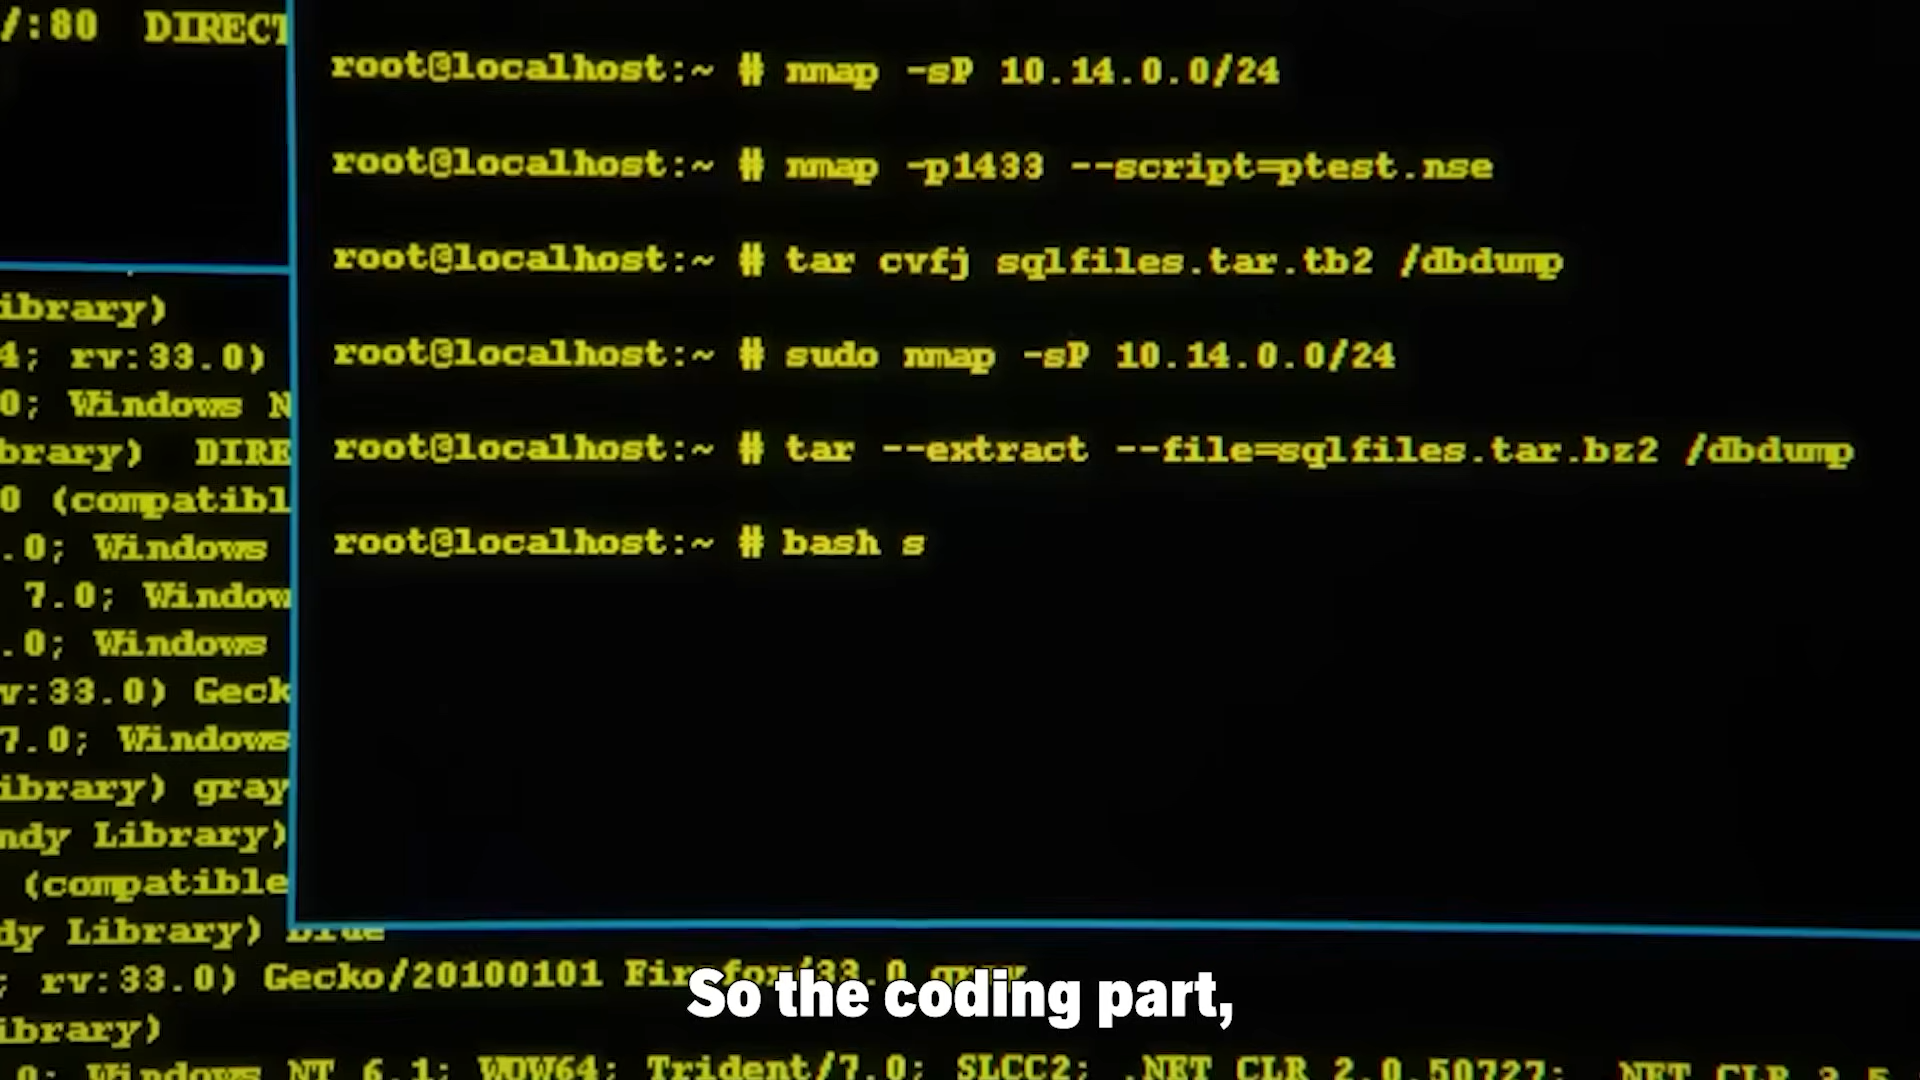 /:80 DIRECT
root@localhost:~ # nmap -sP 10.14.0.0/24
root@localhost:~ # nmap -p1433 --script=ptest.nse
root@localhost:~ # tar cvfj sqlfiles.tar.tb2 /dbdump
root@localhost:~ # sudo nmap -sP 10.14.0.0/24
root@localhost:~ # tar --extract --file=sqlfiles.tar.bz2 /dbdump
root@localhost:~ # bash s
ibrary)
4; rv:33.0)
0; Windows N
brary) DIRE
0 (compatibl
.0; Windows
7.0; Window
.0; Windows
v:33.0) Geck
7.0; Windows
ibrary) gray
ndy Library)
(compatible
dy Library)
; rv:33.0) Gecko/20100101 Firefox/33.0 gray
So the coding part,
ibrary)
0; Windows NT 6.1; WOW64; Trident/7.0; SLCC2; .NET CLR 2.0.50727; .NET CLR 3.5